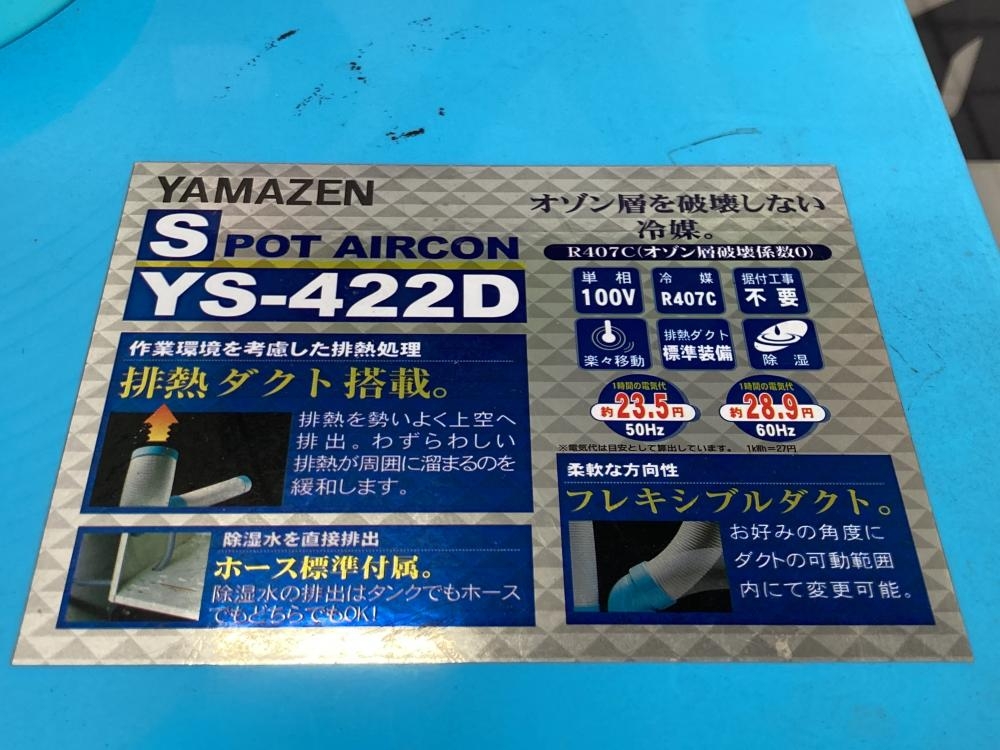 YAMAZEN
SPOT AIRCON
YS-422D
作業環境を考慮した排熱処理
排熱ダクト搭載。
排熱を勢いよく上空へ
排出。わずらわしい
排熱が周囲に溜まるのを
緩和します。
除湿水を直接排出
ホース標準付属。
除湿水の排出はタンクでもホース
でもどちらでもOK!
オゾン層を破壊しない
冷媒。
R407C(オゾン層破壊係数0)
単相
100V
冷媒
R407C
据付工事
不要
楽々移動
排熱ダクト
標準装備
除湿
1時間の電気代
約23.5円
50Hz
1時間の電気代
約28.9円
60Hz
※電気代は目安として算出しています。 1kWh=27円
柔軟な方向性
フレキシブルダクト。
お好みの角度に
ダクトの可動範囲
内にて変更可能。